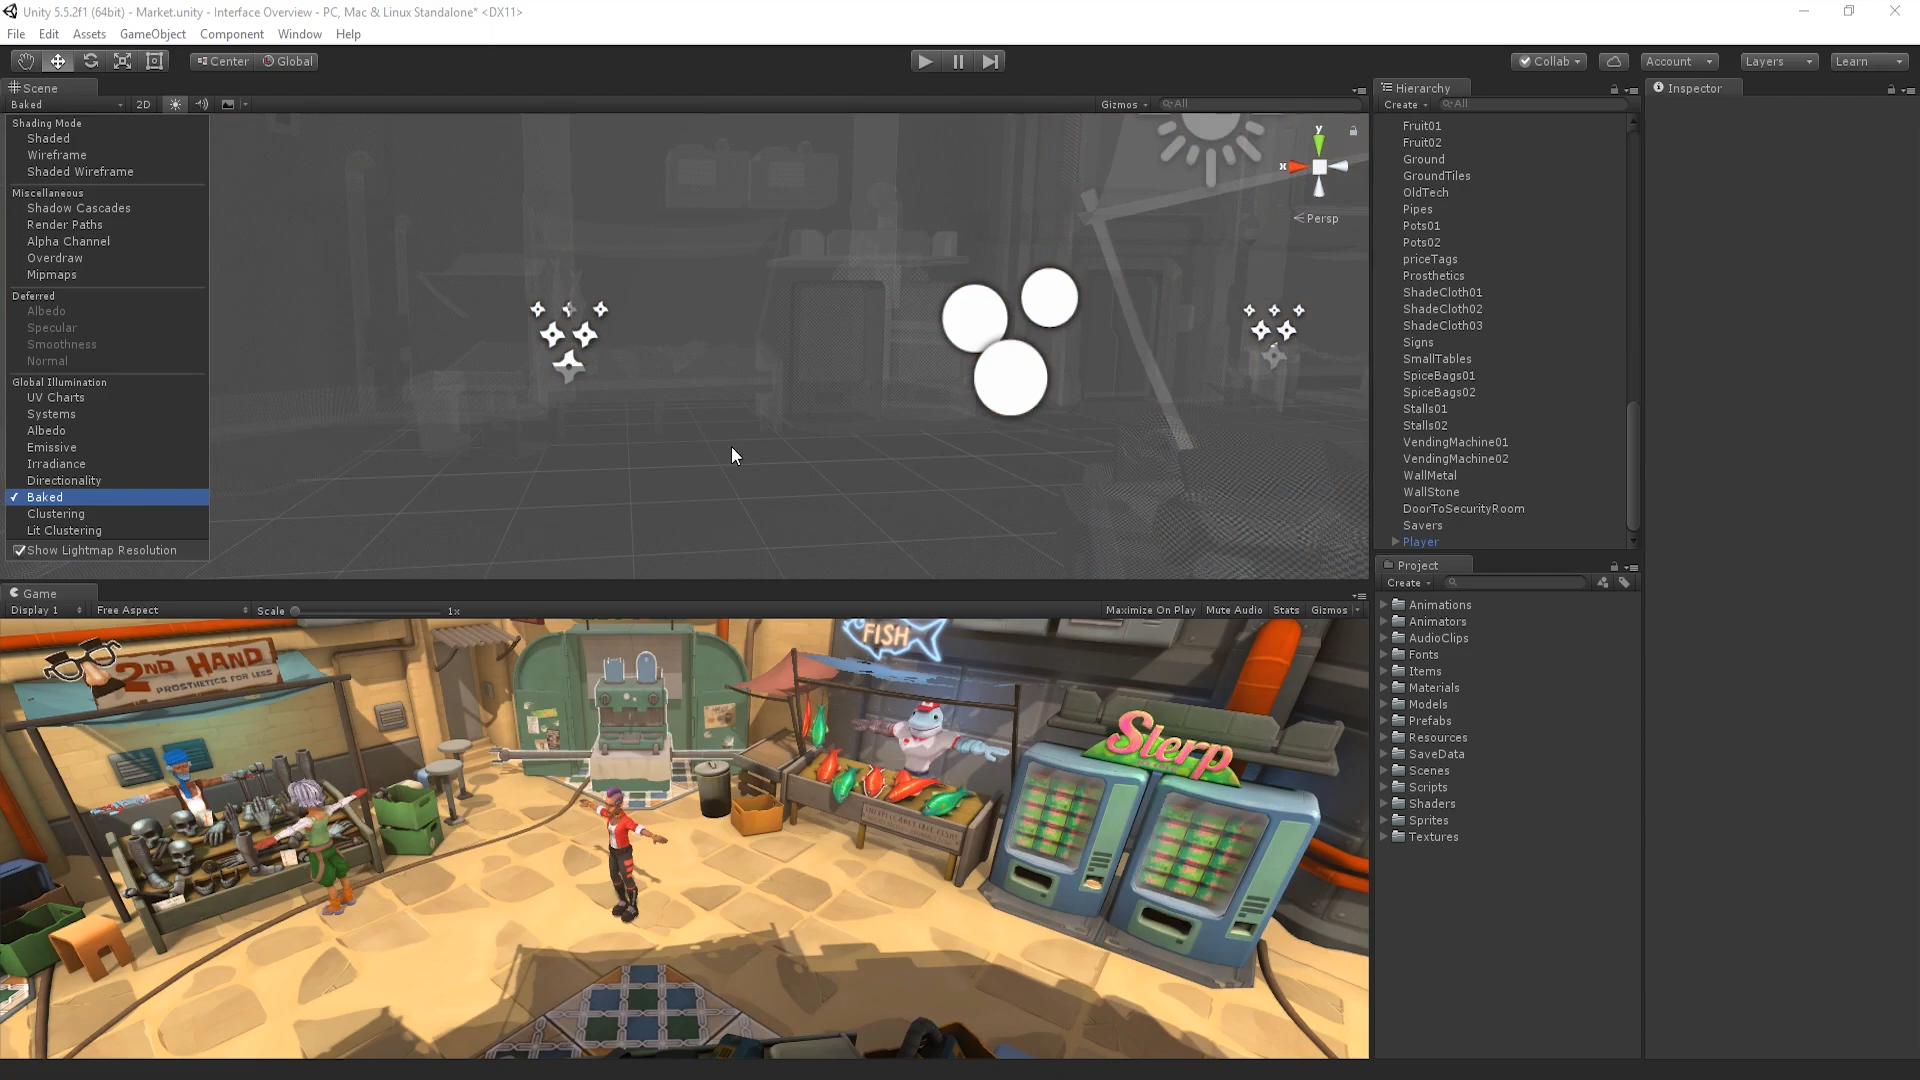 Unity 5.5.2f1 (64bit) - Market.unity - Interface Overview - PC, Mac & Linux Standalone* <DX11>
File Edit Assets GameObject Component Window Help
Center Global
Collab Account Layers Learn
Scene
Baked 2D Gizmos All
Shading Mode
Shaded
Wireframe
Shaded Wireframe
Miscellaneous
Shadow Cascades
Render Paths
Alpha Channel
Overdraw
Mipmaps
Deferred
Albedo
Specular
Smoothness
Normal
Global Illumination
UV Charts
Systems
Albedo
Emissive
Irradiance
Directionality
✓ Baked
Clustering
Lit Clustering
Show Lightmap Resolution
y
x
Persp
Hierarchy
Create All
Fruit01
Fruit02
Ground
GroundTiles
OldTech
Pipes
Pots01
Pots02
priceTags
Prosthetics
ShadeCloth01
ShadeCloth02
ShadeCloth03
Signs
SmallTables
SpiceBags01
SpiceBags02
Stalls01
Stalls02
VendingMachine01
VendingMachine02
WallMetal
WallStone
DoorToSecurityRoom
Savers
Player
Inspector
Game
Display 1 Free Aspect Scale 1x Maximize On Play Mute Audio Stats Gizmos
2ND HAND
PROSTHETICS FOR LESS
FISH
Slerp
Project
Create
Animations
Animators
AudioClips
Fonts
Items
Materials
Models
Prefabs
Resources
SaveData
Scenes
Scripts
Shaders
Sprites
Textures